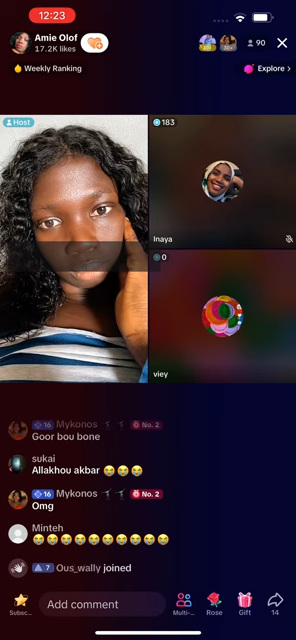 12:23
Amie Olof
17.2K likes
30+
90
Weekly Ranking
Explore >
Host
183
Inaya
0
viey
16 Mykonos No. 2
Goor bou bone
sukai
Allakhou akbar 😂😂😂
16 Mykonos No. 2
Omg
Minteh
😂😂😂😂😂😂😂😂😂😂😂
7 Ous_wally joined
Subsc...
Add comment
Multi-...
Rose
Gift
14